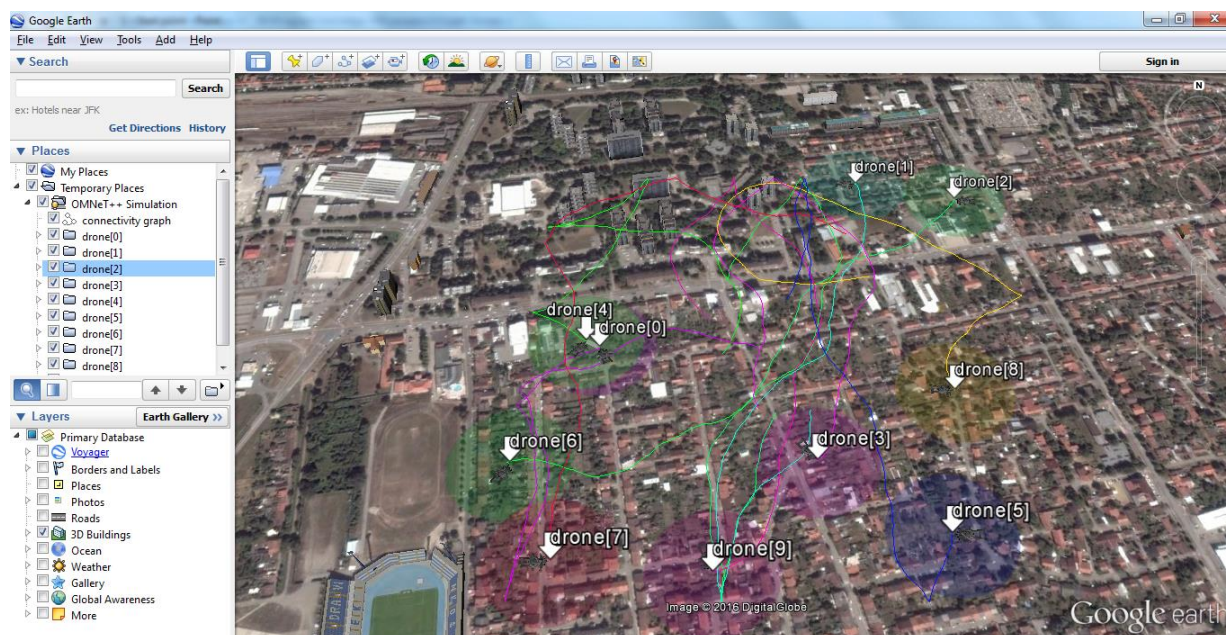 Google Earth
File Edit View Tools Add Help
Search
Sign in
Search
ex: Hotels near JFK
Get Directions History
Places
My Places
Temporary Places
OMNeT++ Simulation
connectivity graph
drone[0]
drone[1]
drone[2]
drone[3]
drone[4]
drone[5]
drone[6]
drone[7]
drone[8]
Layers
Earth Gallery >>
Primary Database
Voyager
Borders and Labels
Places
Photos
Roads
3D Buildings
Ocean
Weather
Gallery
Global Awareness
More
N
drone[1]
drone[2]
drone[4]
drone[0]
drone[8]
drone[6]
drone[3]
drone[5]
drone[7]
drone[9]
Image © 2016 DigitalGlobe
Google earth